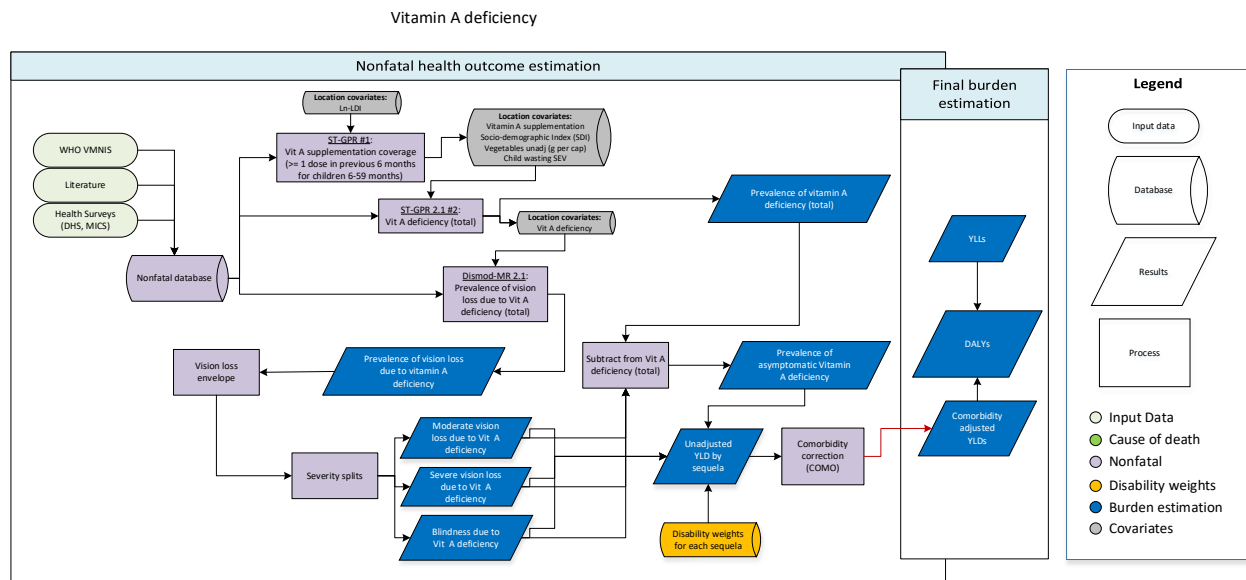 Vitamin A deficiency
Nonfatal health outcome estimation
Final burden
estimation
Legend
Location covariates:
Ln-LDI
Location covariates:
Vitamin A supplementation
Socio-demographic Index (SDI)
Vegetables unadj (g per cap)
Child wasting SEV
ST-GPR #1:
Vit A supplementation coverage
(>= 1 dose in previous 6 months
for children 6-59 months)
WHO VMNIS
Literature
Health Surveys
(DHS, MICS)
Nonfatal database
ST-GPR 2.1 #2:
Vit A deficiency (total)
Location covariates:
Vit A deficiency
Prevalence of vitamin A
deficiency (total)
Dismod-MR 2.1:
Prevalence of vision
loss due to Vit A
deficiency (total)
Vision loss
envelope
Prevalence of vision loss
due to vitamin A
deficiency
Subtract from Vit A
deficiency (total)
Prevalence of
asymptomatic Vitamin
A deficiency
Severity splits
Moderate vision
loss due to Vit A
deficiency
Severe vision loss
due to Vit A
deficiency
Blindness due to
Vit A deficiency
Unadjusted
YLD by
sequela
Comorbidity
correction
(COMO)
Disability weights
for each sequela
YLLs
DALYs
Comorbidity
adjusted
YLDs
Input data
Database
Results
Process
Input Data
Cause of death
Nonfatal
Disability weights
Burden estimation
Covariates